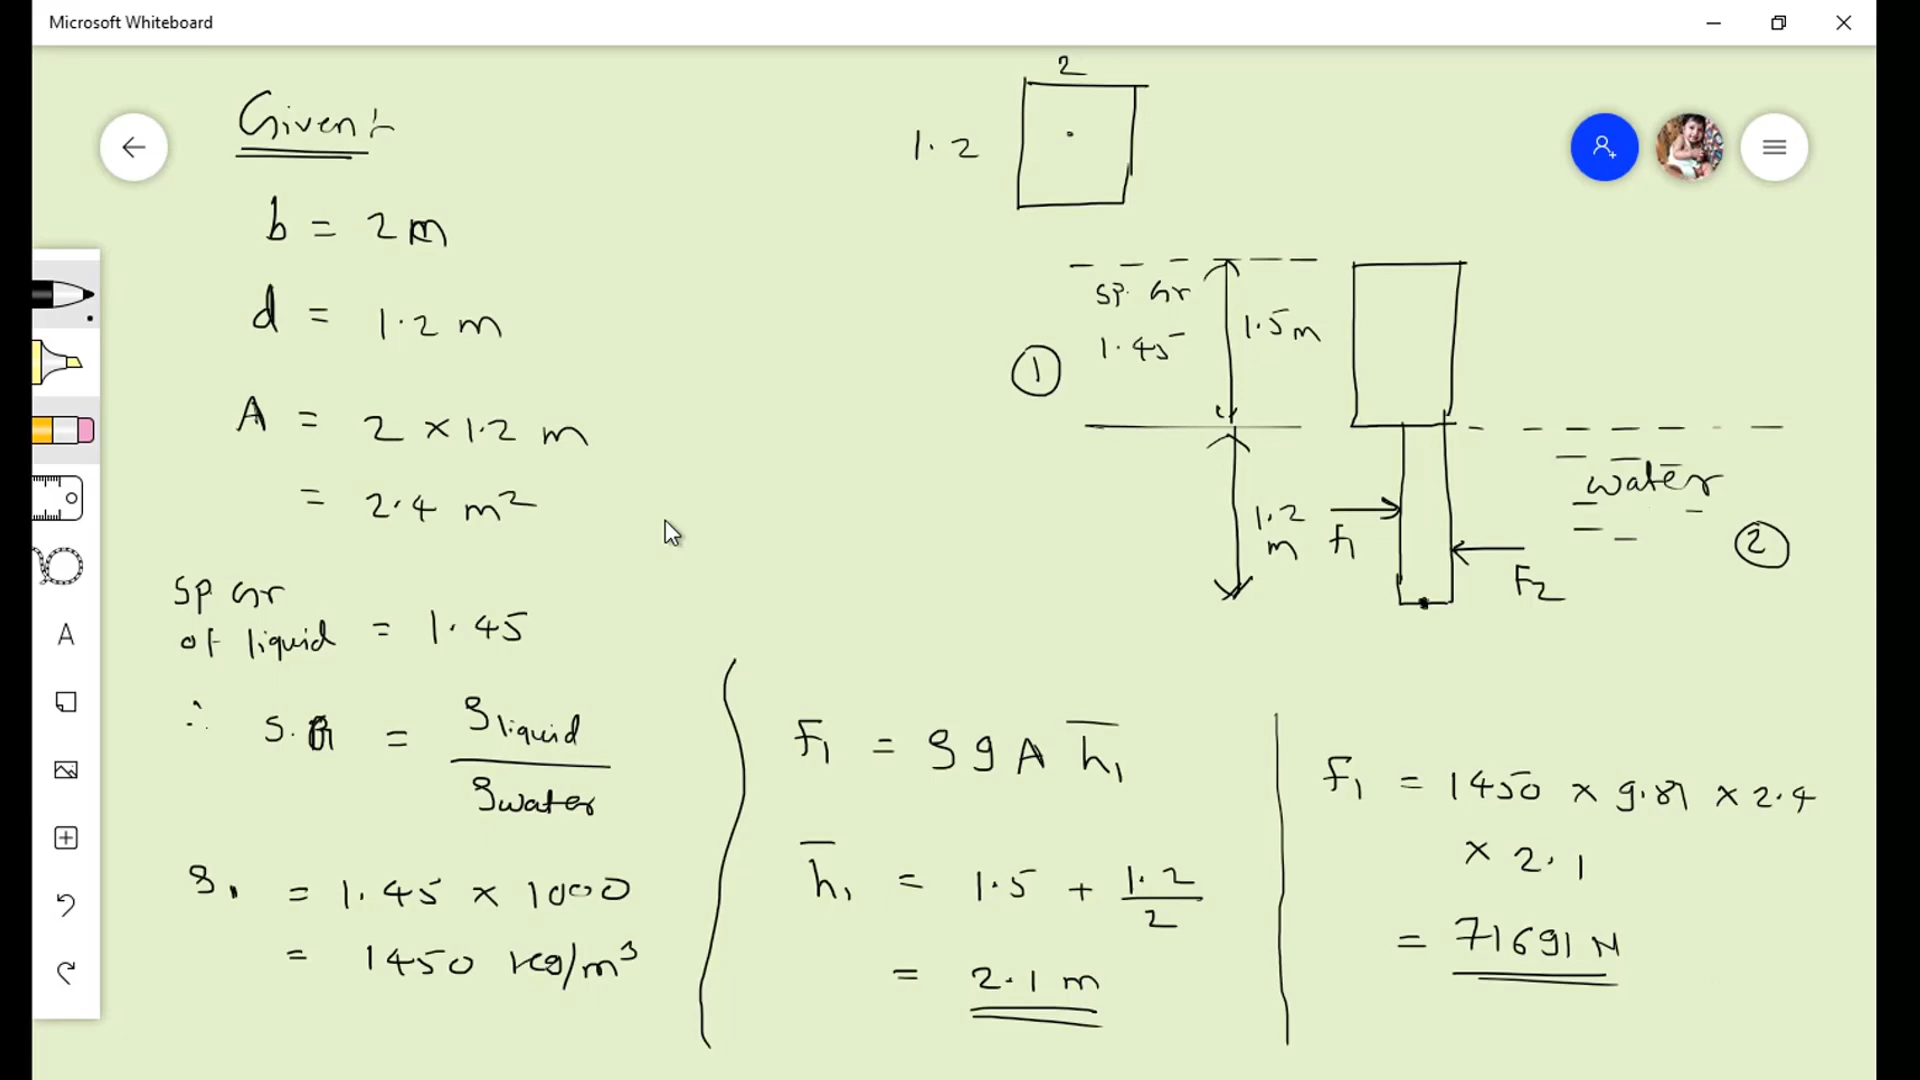 Microsoft Whiteboard
Given:-
b = 2m
d = 1.2 m
A = 2 × 1.2 m
= 2.4 m²
Sp Gr
of liquid = 1.45
∴ S.G = ρliquid / ρwater
ρ1 = 1.45 × 1000
= 1450 kg/m³
2
1.2
Sp. Gr
1.45
1.5m
①
1.2
m
F1
water
②
F2
F1 = ρ g A h̄1
h̄1 = 1.5 + 1.2/2
= 2.1 m
F1 = 1450 × 9.81 × 2.4
× 2.1
= 71691 N
A